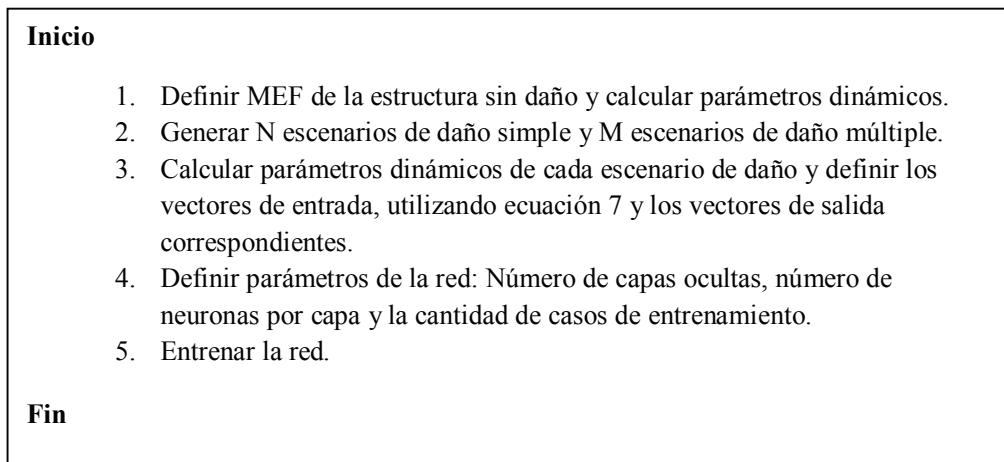 Inicio
1. Definir MEF de la estructura sin daño y calcular parámetros dinámicos.
2. Generar N escenarios de daño simple y M escenarios de daño múltiple.
3. Calcular parámetros dinámicos de cada escenario de daño y definir los
vectores de entrada, utilizando ecuación 7 y los vectores de salida
correspondientes.
4. Definir parámetros de la red: Número de capas ocultas, número de
neuronas por capa y la cantidad de casos de entrenamiento.
5. Entrenar la red.
Fin